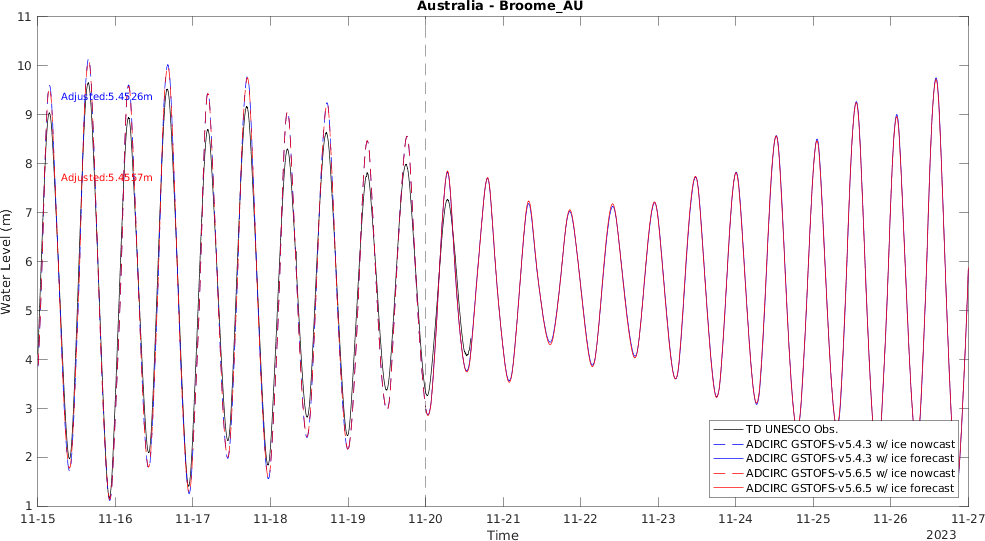 Australia - Broome_AU
11
10
9
8
7
6
5
4
3
2
1
Water Level (m)
Adjusted:5.4526m
Adjusted:5.4557m
TD UNESCO Obs.
ADCIRC GSTOFS-v5.4.3 w/ ice nowcast
ADCIRC GSTOFS-v5.4.3 w/ ice forecast
ADCIRC GSTOFS-v5.6.5 w/ ice nowcast
ADCIRC GSTOFS-v5.6.5 w/ ice forecast
11-15 11-16 11-17 11-18 11-19 11-20 11-21 11-22 11-23 11-24 11-25 11-26 11-27
Time
2023